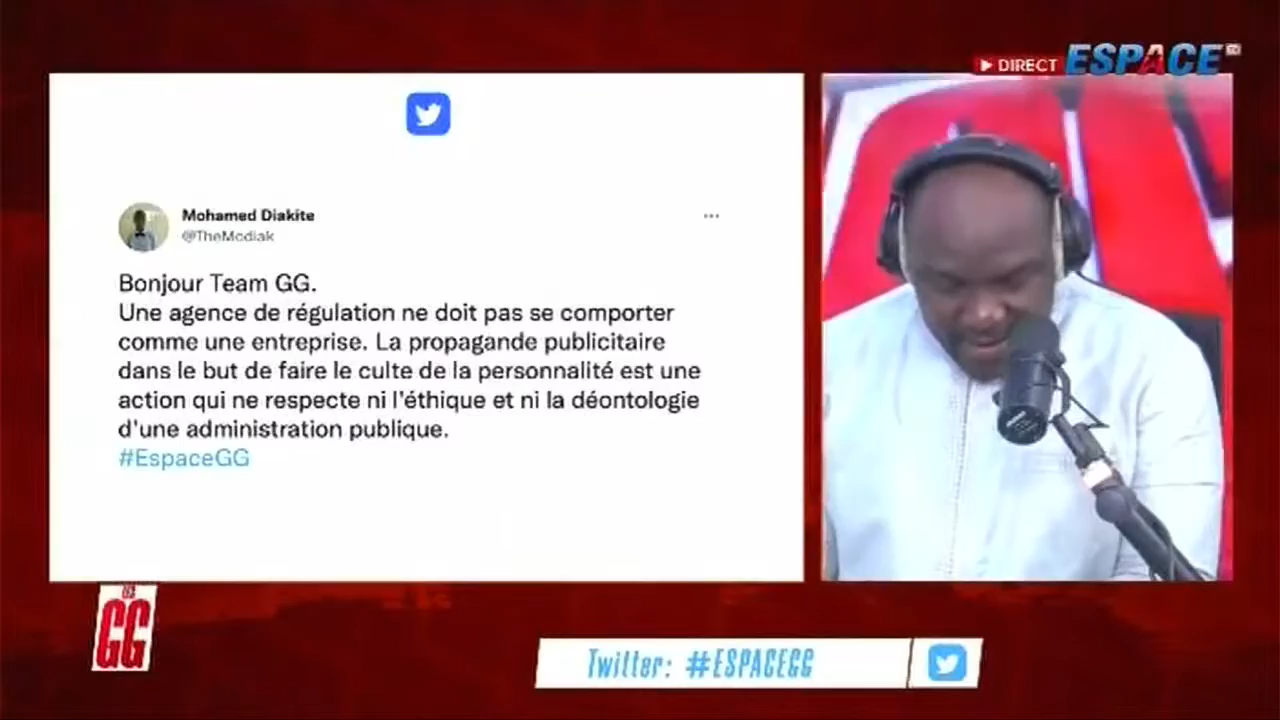 DIRECT ESPACE
Mohamed Diakite
@TheModiak
Bonjour Team GG.
Une agence de régulation ne doit pas se comporter
comme une entreprise. La propagande publicitaire
dans le but de faire le culte de la personnalité est une
action qui ne respecte ni l'éthique et ni la déontologie
d'une administration publique.
#EspaceGG
LES
GG
Twitter: #ESPACEGG